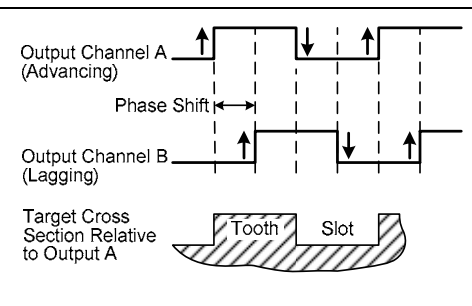 Output Channel A
(Advancing)
Phase Shift
Output Channel B
(Lagging)
Target Cross
Section Relative
to Output A
Tooth
Slot